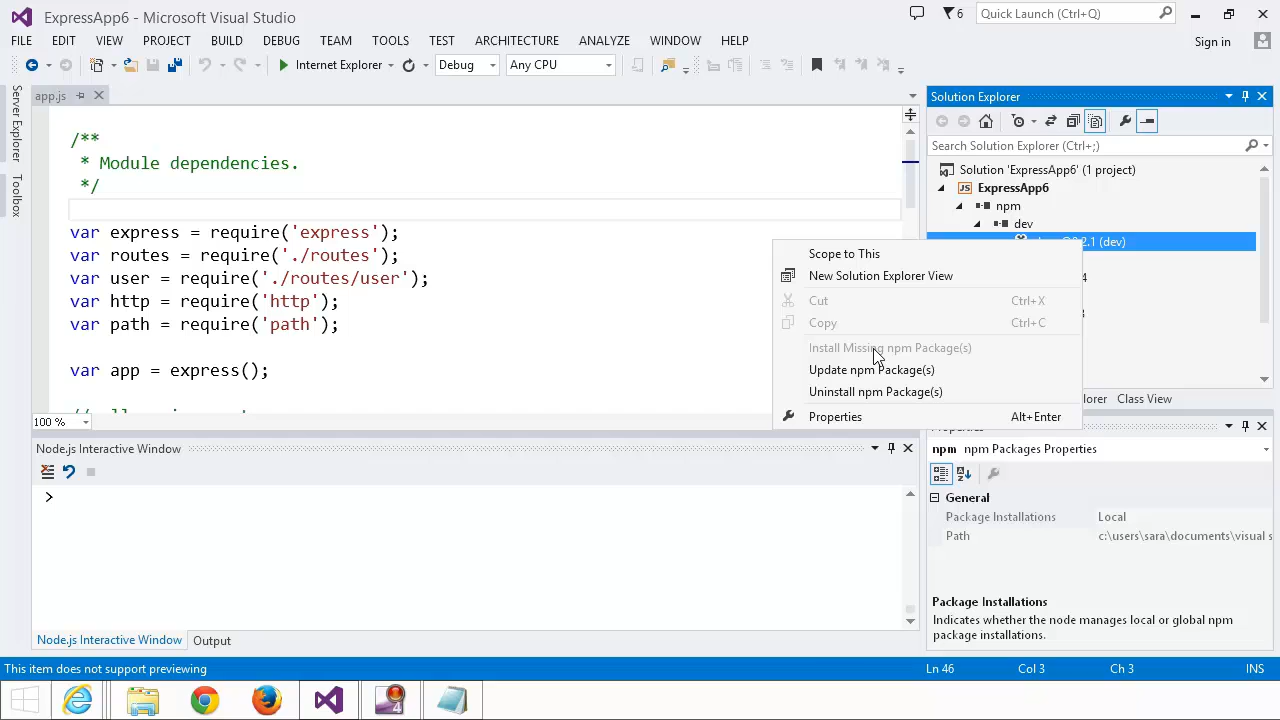 ExpressApp6 - Microsoft Visual Studio
6
Quick Launch (Ctrl+Q)
FILE EDIT VIEW PROJECT BUILD DEBUG TEAM TOOLS TEST ARCHITECTURE ANALYZE WINDOW HELP
Sign in
Internet Explorer Debug Any CPU
Server Explorer
Toolbox
app.js
/**
* Module dependencies.
*/
var express = require('express');
var routes = require('./routes');
var user = require('./routes/user');
var http = require('http');
var path = require('path');
var app = express();
100 %
Solution Explorer
Search Solution Explorer (Ctrl+;)
Solution 'ExpressApp6' (1 project)
JS ExpressApp6
npm
dev
2.1 (dev)
4
3
Scope to This
New Solution Explorer View
Cut Ctrl+X
Copy Ctrl+C
Install Missing npm Package(s)
Update npm Package(s)
Uninstall npm Package(s)
Properties Alt+Enter
Class View
npm npm Packages Properties
General
Package Installations Local
Path c:\users\sara\documents\visual s
Package Installations
Indicates whether the node manages local or global npm
package installations.
Node.js Interactive Window
>
Node.js Interactive Window Output
This item does not support previewing
Ln 46 Col 3 Ch 3 INS
4